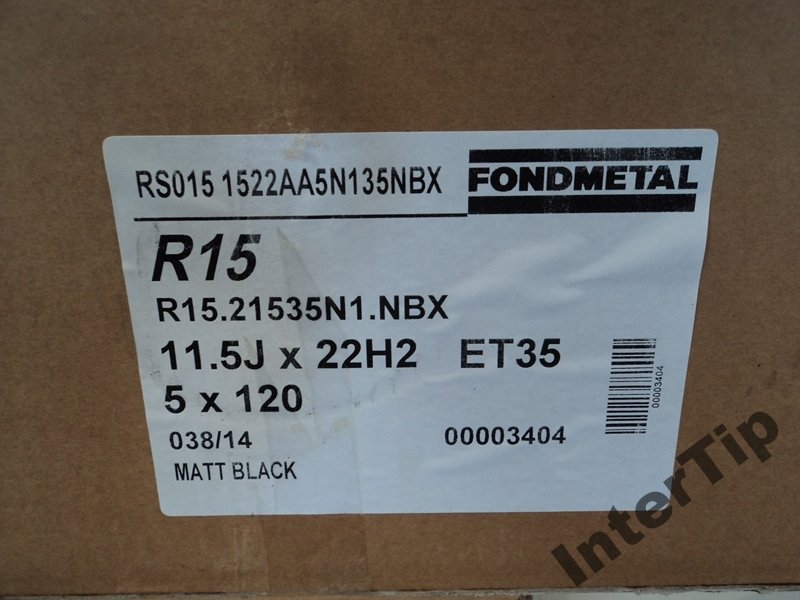 RS015 1522AA5N135NBX FONDMETAL
R15
R15.21535N1.NBX
11.5J x 22H2 ET35
5 x 120
038/14 00003404
MATT BLACK
00003404
InterTip